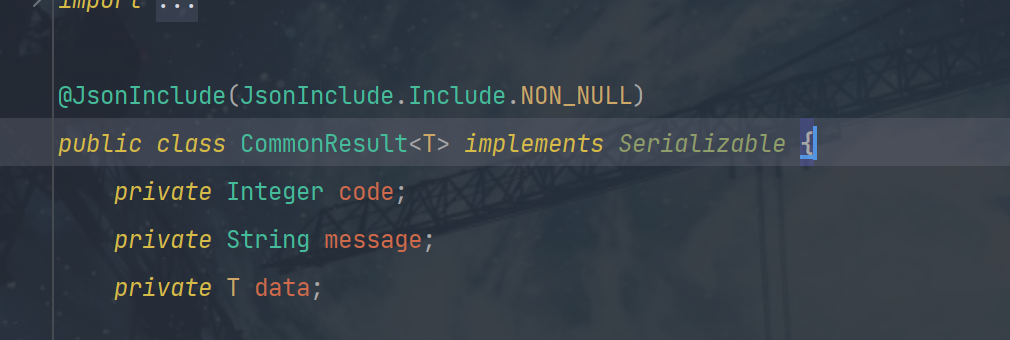 import ...
@JsonInclude(JsonInclude.Include.NON_NULL)
public class CommonResult<T> implements Serializable {
private Integer code;
private String message;
private T data;